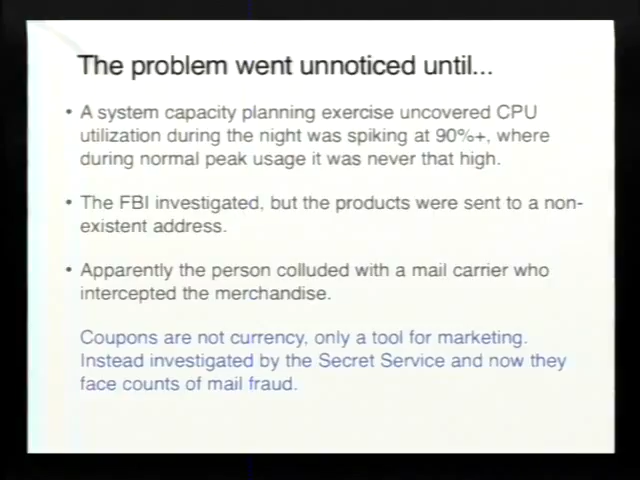 The problem went unnoticed until...
• A system capacity planning exercise uncovered CPU
utilization during the night was spiking at 90%+, where
during normal peak usage it was never that high.
• The FBI investigated, but the products were sent to a non-
existent address.
• Apparently the person colluded with a mail carrier who
intercepted the merchandise.
Coupons are not currency, only a tool for marketing.
Instead investigated by the Secret Service and now they
face counts of mail fraud.